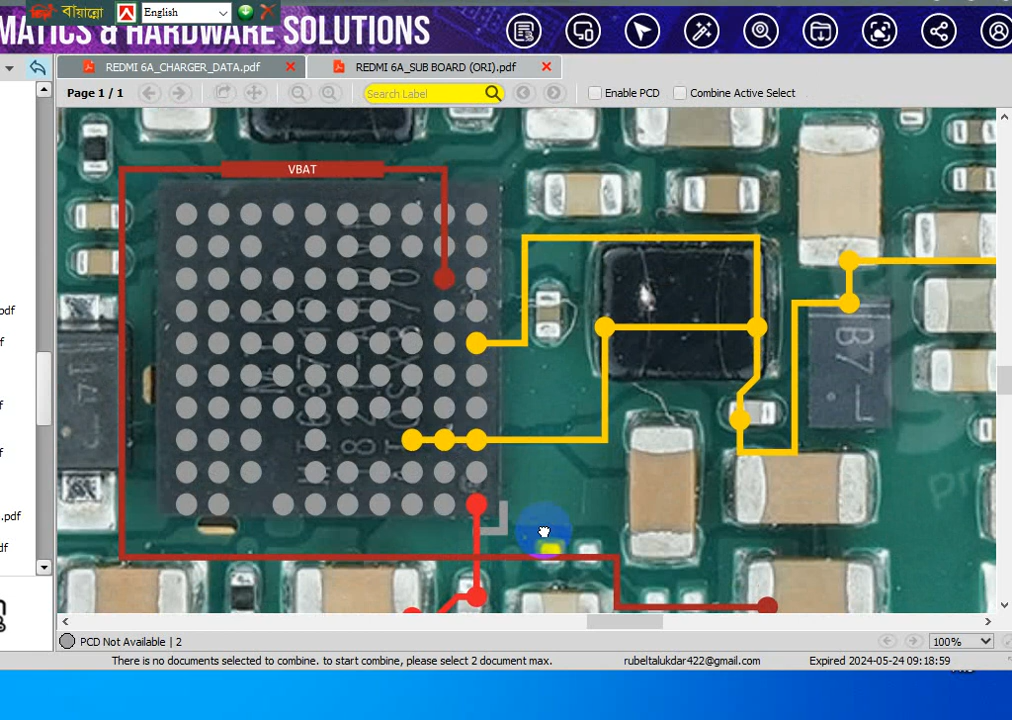 বায়ান্নো English
MATICS & HARDWARE SOLUTIONS
REDMI 6A_CHARGER_DATA.pdf
REDMI 6A_SUB BOARD (ORI).pdf
Page 1 / 1
Search Label
Enable PCD
Combine Active Select
VBAT
.pdf
PCD Not Available | 2
100%
There is no documents selected to combine. to start combine, please select 2 document max.
rubeltalukdar422@gmail.com
Expired 2024-05-24 09:18:59